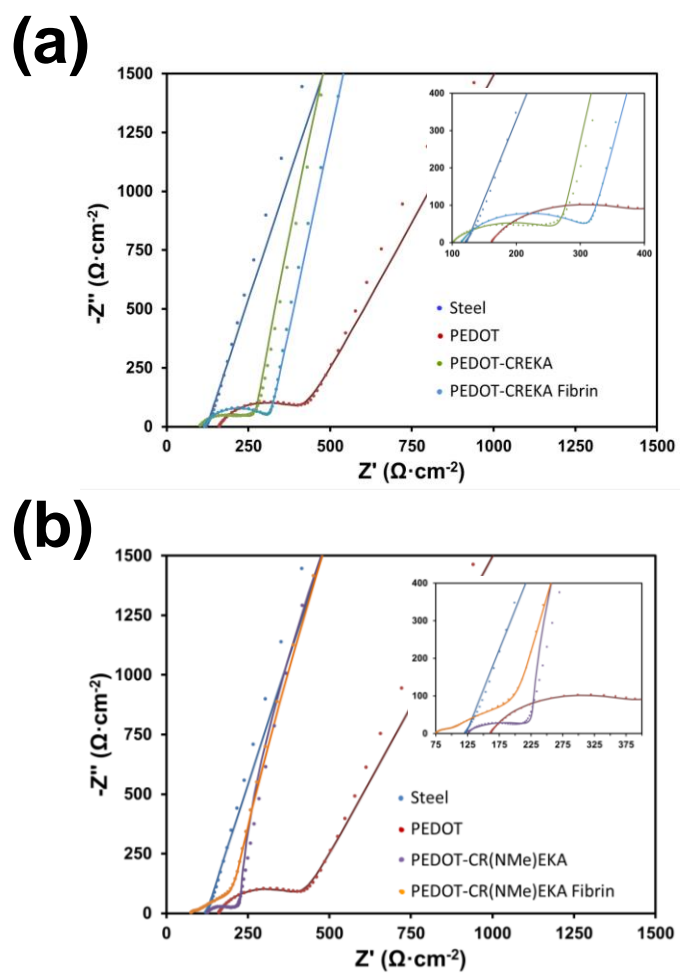 (a)
1500
1250
1000
750
500
250
0
0 250 500 750 1000 1250 1500
-Z'' (Ω·cm⁻²)
Z' (Ω·cm⁻²)
400
300
200
100
0
100 200 300 400
Steel
PEDOT
PEDOT-CREKA
PEDOT-CREKA Fibrin
(b)
1500
1250
1000
750
500
250
0
0 250 500 750 1000 1250 1500
-Z'' (Ω·cm⁻²)
Z' (Ω·cm⁻²)
400
300
200
100
0
75 125 175 225 275 325 375
Steel
PEDOT
PEDOT-CR(NMe)EKA
PEDOT-CR(NMe)EKA Fibrin